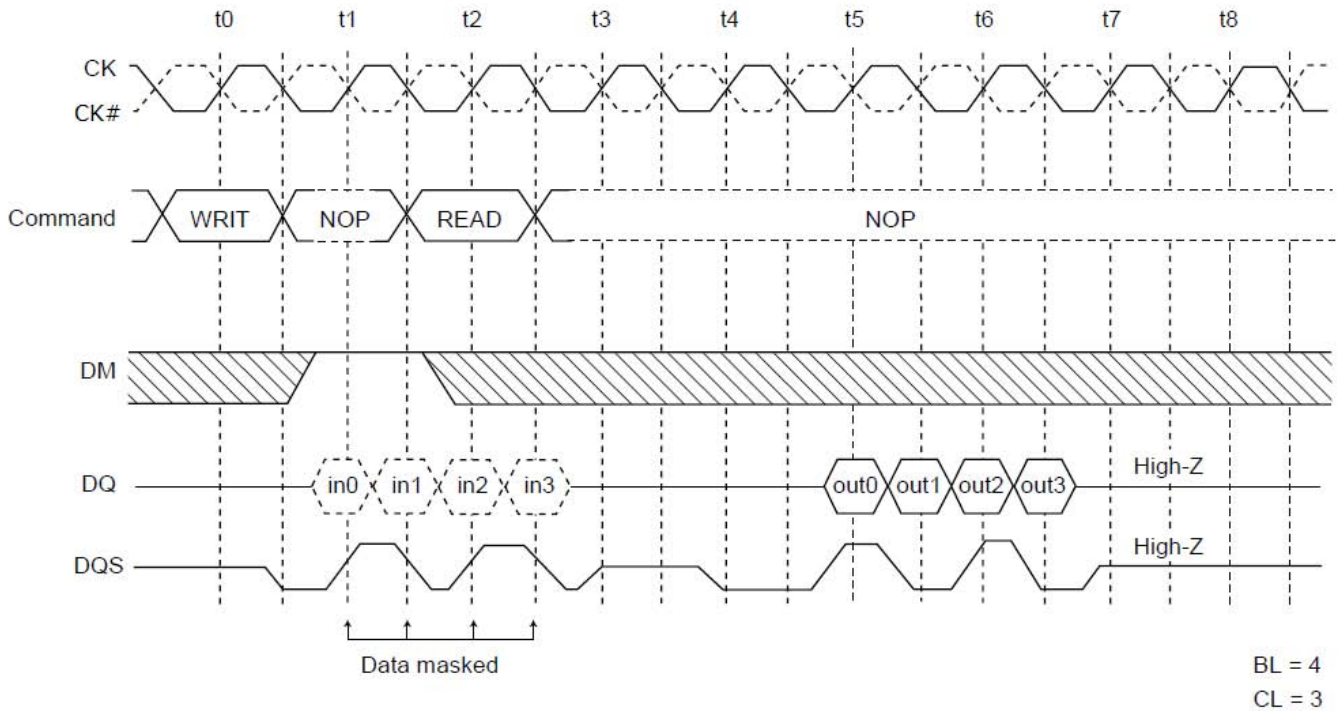 t0 t1 t2 t3 t4 t5 t6 t7 t8
CK
CK#
Command WRIT NOP READ NOP
DM
DQ in0 in1 in2 in3 out0 out1 out2 out3 High-Z
DQS High-Z
Data masked
BL = 4
CL = 3